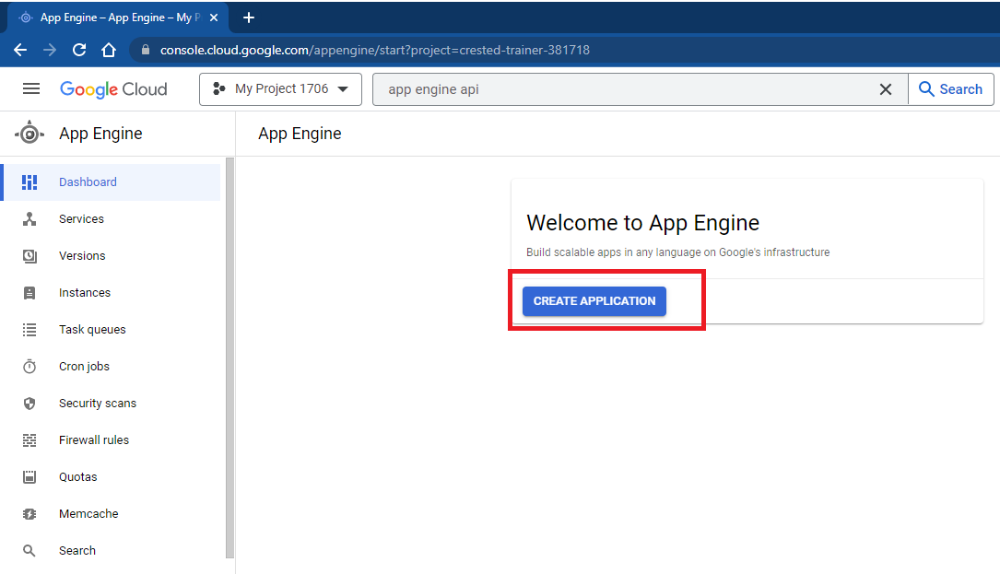 App Engine – App Engine – My P
console.cloud.google.com/appengine/start?project=crested-trainer-381718
Google Cloud
My Project 1706
app engine api
Search
App Engine
App Engine
Dashboard
Services
Versions
Instances
Task queues
Cron jobs
Security scans
Firewall rules
Quotas
Memcache
Search
Welcome to App Engine
Build scalable apps in any language on Google's infrastructure
CREATE APPLICATION